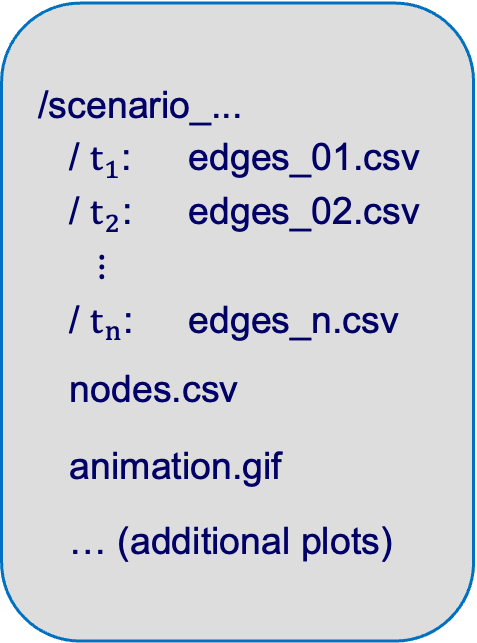 /scenario_...
/ t₁: edges_01.csv
/ t₂: edges_02.csv
⋮
/ tₙ: edges_n.csv
nodes.csv
animation.gif
… (additional plots)